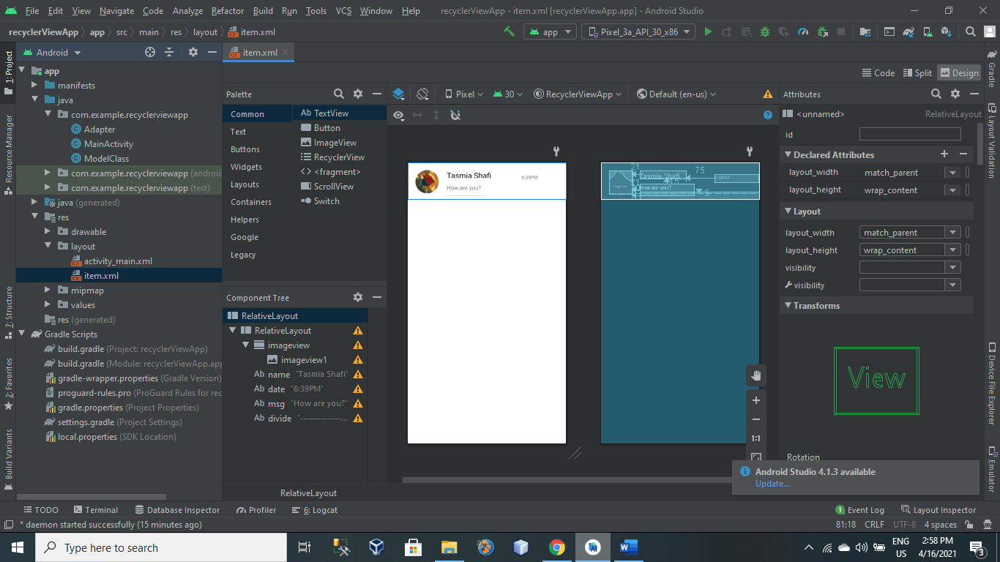 File Edit View Navigate Code Analyze Refactor Build Run Tools VCS Window Help recyclerViewApp - item.xml [recyclerViewApp.app] - Android Studio
recyclerViewApp app src main res layout item.xml
app Pixel_3a_API_30_x86
1: Project
Resource Manager
7: Structure
2: Favorites
Build Variants
Android
app
manifests
java
com.example.recyclerviewapp
Adapter
MainActivity
ModelClass
com.example.recyclerviewapp (android
com.example.recyclerviewapp (test)
java (generated)
res
drawable
layout
activity_main.xml
item.xml
mipmap
values
res (generated)
Gradle Scripts
build.gradle (Project: recyclerViewApp)
build.gradle (Module: recyclerViewApp.app
gradle-wrapper.properties (Gradle Version)
proguard-rules.pro (ProGuard Rules for rec
gradle.properties (Project Properties)
settings.gradle (Project Settings)
local.properties (SDK Location)
item.xml
Code Split Design
Palette
Common
Text
Buttons
Widgets
Layouts
Containers
Helpers
Google
Legacy
Ab TextView
Button
ImageView
RecyclerView
<fragment>
ScrollView
Switch
Component Tree
RelativeLayout
RelativeLayout
imageview
imageview1
Ab name "Tasmia Shafi"
Ab date "6:39PM"
Ab msg "How are you?"
Ab divide "--------------...
Pixel 30 RecyclerViewApp Default (en-us)
Tasmia Shafi 6:39PM
How are you?
21 75
Tasmia Shafi 6:39PM
How are you? 5
1:1
RelativeLayout
Attributes
<unnamed> RelativeLayout
id
Declared Attributes
layout_width match_parent
layout_height wrap_content
Layout
layout_width match_parent
layout_height wrap_content
visibility
visibility
Transforms
View
Rotation
Android Studio 4.1.3 available
Update...
Gradle
Layout Validation
Device File Explorer
Emulator
TODO Terminal Database Inspector Profiler 6: Logcat 1 Event Log Layout Inspector
* daemon started successfully (15 minutes ago) 81:18 CRLF UTF-8 4 spaces
Type here to search
ENG
US
2:58 PM
4/16/2021
3